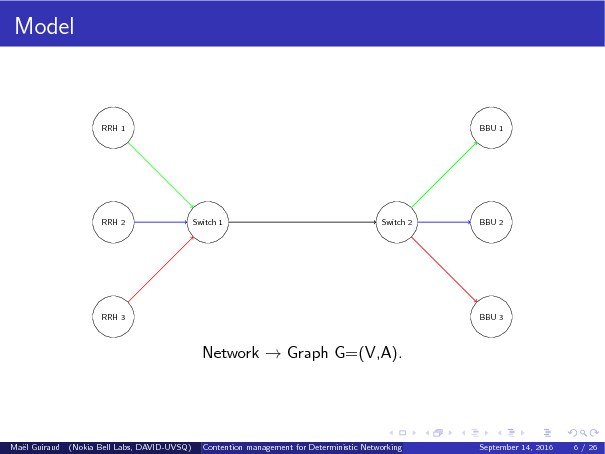 Model
RRH 1
BBU 1
RRH 2
Switch 1
Switch 2
BBU 2
RRH 3
BBU 3
Network → Graph G=(V,A).
Maël Guiraud (Nokia Bell Labs, DAVID-UVSQ) Contention management for Deterministic Networking September 14, 2016 6 / 26